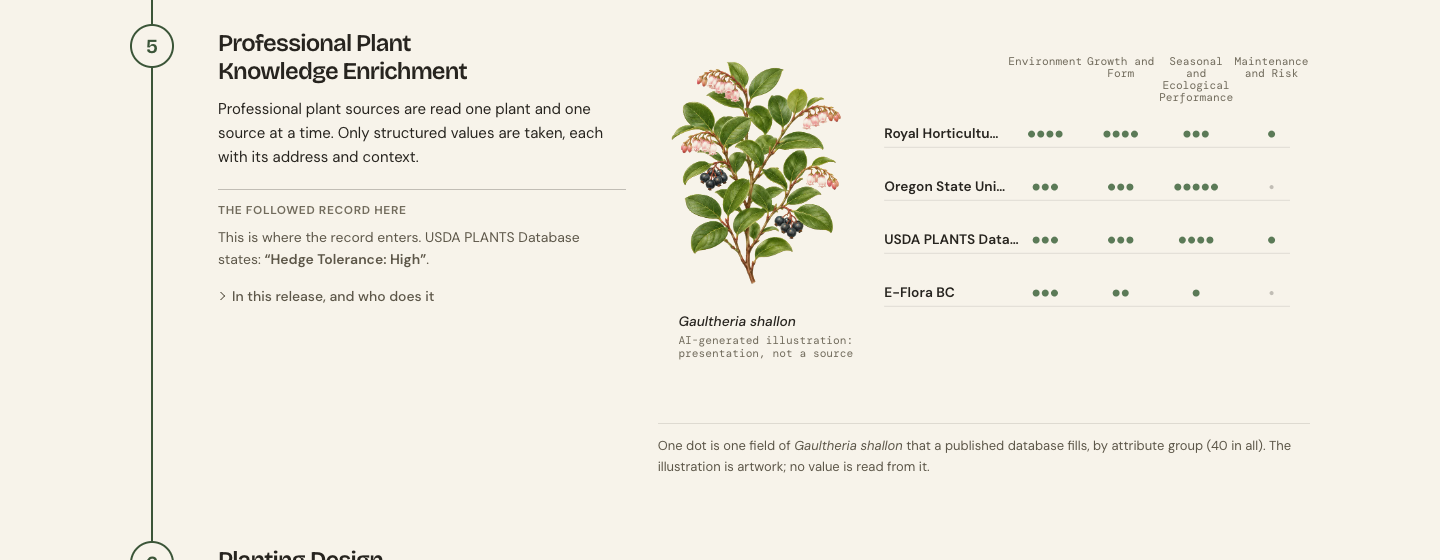 5
Professional Plant
Knowledge Enrichment
Professional plant sources are read one plant and one
source at a time. Only structured values are taken, each
with its address and context.
THE FOLLOWED RECORD HERE
This is where the record enters. USDA PLANTS Database
states: “Hedge Tolerance: High”.
In this release, and who does it
Gaultheria shallon
AI-generated illustration:
presentation, not a source
Environment
Growth and
Form
Seasonal
and
Ecological
Performance
Maintenance
and Risk
Royal Horticultu…
Oregon State Uni…
USDA PLANTS Data…
E-Flora BC
One dot is one field of Gaultheria shallon that a published database fills, by attribute group (40 in all). The
illustration is artwork; no value is read from it.
Planting Design